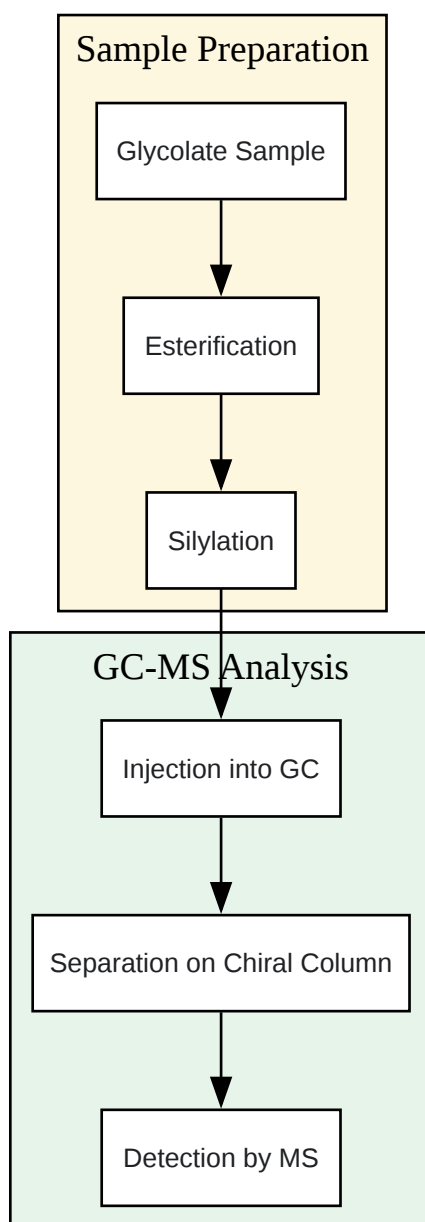 Sample Preparation
Glycolate Sample
Esterification
Silylation
GC-MS Analysis
Injection into GC
Separation on Chiral Column
Detection by MS